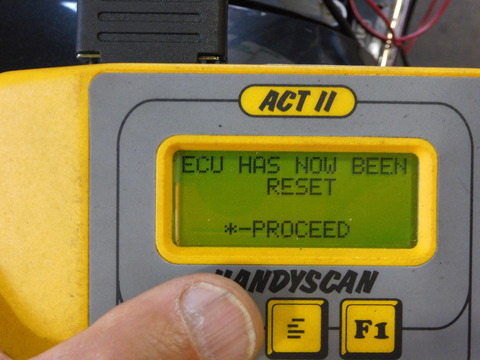 ACT II
ECU HAS NOW BEEN
RESET
*-PROCEED
HANDYSCAN
F1